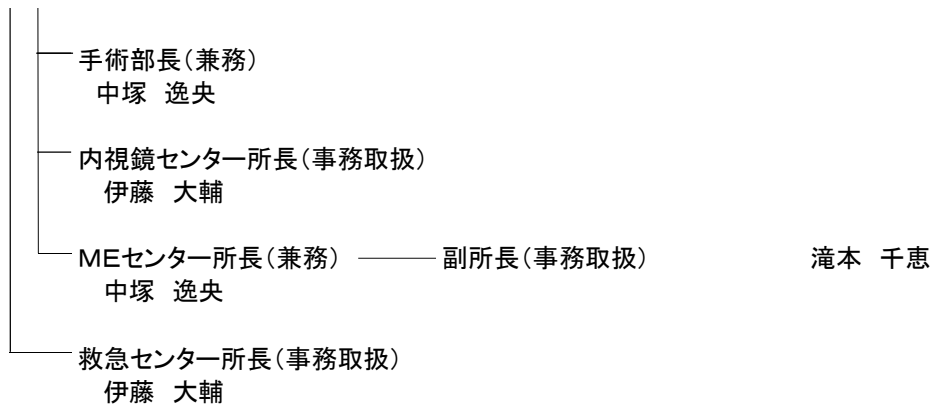 手術部長（兼務）
中塚　逸央
内視鏡センター所長（事務取扱）
伊藤　大輔
MEセンター所長（兼務）　副所長（事務取扱）　滝本　千恵
中塚　逸央
救急センター所長（事務取扱）
伊藤　大輔